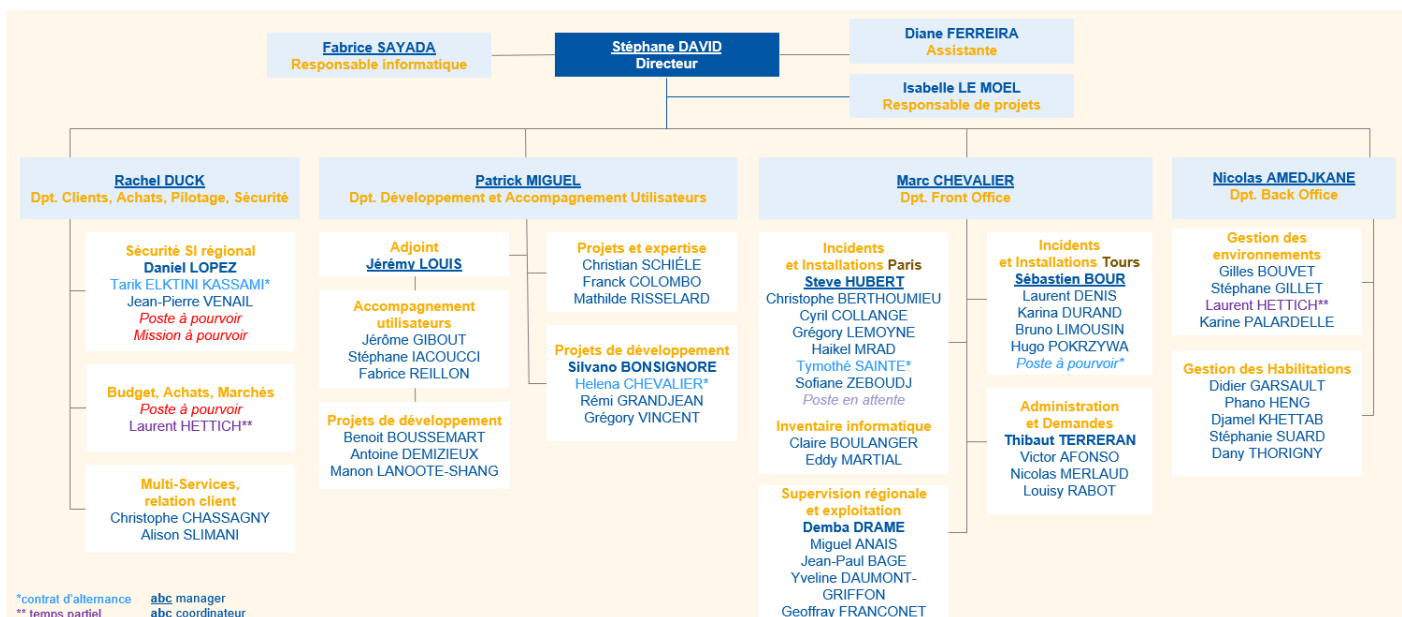 Fabrice SAYADA
Responsable informatique
Stéphane DAVID
Directeur
Diane FERREIRA
Assistante
Isabelle LE MOEL
Responsable de projets
Rachel DUCK
Dpt. Clients, Achats, Pilotage, Sécurité
Sécurité SI régional
Daniel LOPEZ
Tarik ELKTINI KASSAMI*
Jean-Pierre VENAIL
Poste à pourvoir
Mission à pourvoir
Budget, Achats, Marchés
Poste à pourvoir
Laurent HETTICH**
Multi-Services,
relation client
Christophe CHASSAGNY
Alison SLIMANI
Patrick MIGUEL
Dpt. Développement et Accompagnement Utilisateurs
Adjoint
Jérémy LOUIS
Accompagnement
utilisateurs
Jérôme GIBOUT
Stéphane IACOUCCI
Fabrice REILLON
Projets de développement
Benoit BOUSSEMART
Antoine DEMIZIEUX
Manon LANOOTE-SHANG
Projets et expertise
Christian SCHIÉLE
Franck COLOMBO
Mathilde RISSELARD
Projets de développement
Silvano BONSIGNORE
Helena CHEVALIER*
Rémi GRANDJEAN
Grégory VINCENT
Marc CHEVALIER
Dpt. Front Office
Incidents
et Installations Paris
Steve HUBERT
Christophe BERTHOUMIEU
Cyril COLLANGE
Grégory LEMOYNE
Haikel MRAD
Tymothé SAINTE*
Sofiane ZEBOUDJ
Poste en attente
Inventaire informatique
Claire BOULANGER
Eddy MARTIAL
Supervision régionale
et exploitation
Demba DRAME
Miguel ANAIS
Jean-Paul BAGE
Yveline DAUMONT-
GRIFFON
Geoffray FRANCONET
Incidents
et Installations Tours
Sébastien BOUR
Laurent DENIS
Karina DURAND
Bruno LIMOUSIN
Hugo POKRZYWA
Poste à pourvoir*
Administration
et Demandes
Thibaut TERRERAN
Victor AFONSO
Nicolas MERLAUD
Louisy RABOT
Nicolas AMEDJKANE
Dpt. Back Office
Gestion des
environnements
Gilles BOUVET
Stéphane GILLET
Laurent HETTICH**
Karine PALARDELLE
Gestion des Habilitations
Didier GARSAULT
Phano HENG
Djamel KHETTAB
Stéphanie SUARD
Dany THORIGNY
*contrat d'alternance
abc manager
** temps partiel
abc coordinateur